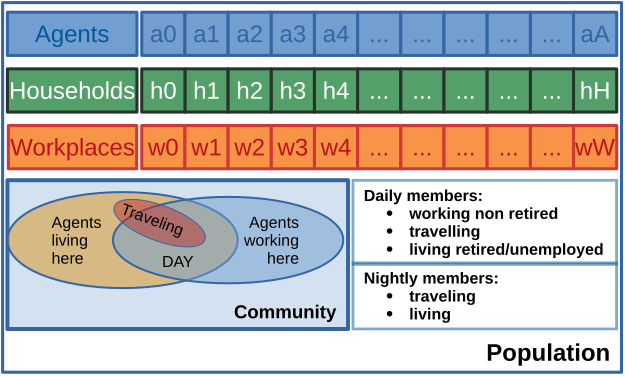 Agents a0 a1 a2 a3 a4 ... ... ... ... ... aA
Households h0 h1 h2 h3 h4 ... ... ... ... ... hH
Workplaces w0 w1 w2 w3 w4 ... ... ... ... ... wW
Agents
living
here
Traveling
DAY
Agents
working
here
Community
Daily members:
• working non retired
• travelling
• living retired/unemployed
Nightly members:
• traveling
• living
Population